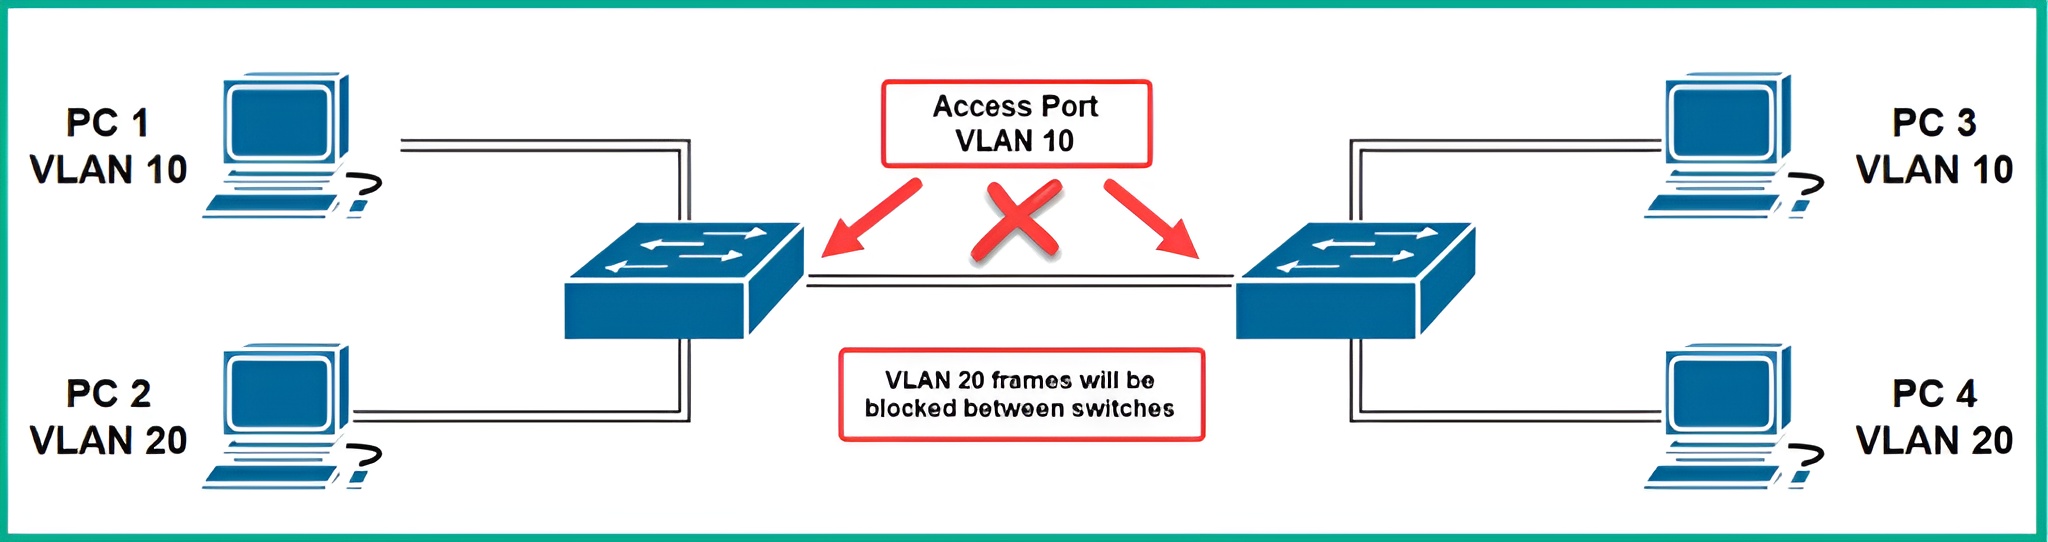 PC 1
VLAN 10
Access Port
VLAN 10
PC 3
VLAN 10
PC 2
VLAN 20
VLAN 20 frames will be
blocked between switches
PC 4
VLAN 20